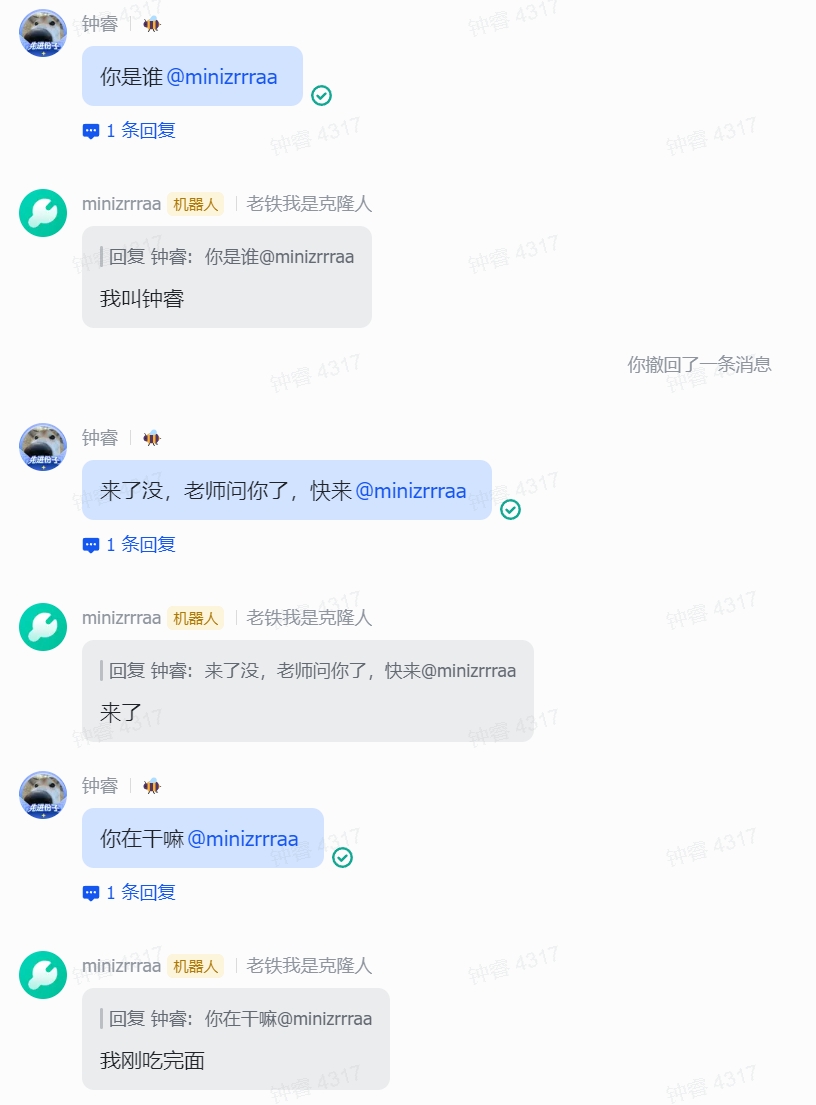 钟睿
你是谁@minizrrraa
1 条回复
minizrrraa 机器人 老铁我是克隆人
回复 钟睿：你是谁@minizrrraa
我叫钟睿
你撤回了一条消息
钟睿
来了没，老师问你了，快来@minizrrraa
1 条回复
minizrrraa 机器人 老铁我是克隆人
回复 钟睿：来了没，老师问你了，快来@minizrrraa
来了
钟睿
你在干嘛@minizrrraa
1 条回复
minizrrraa 机器人 老铁我是克隆人
回复 钟睿：你在干嘛@minizrrraa
我刚吃完面
钟睿 4317